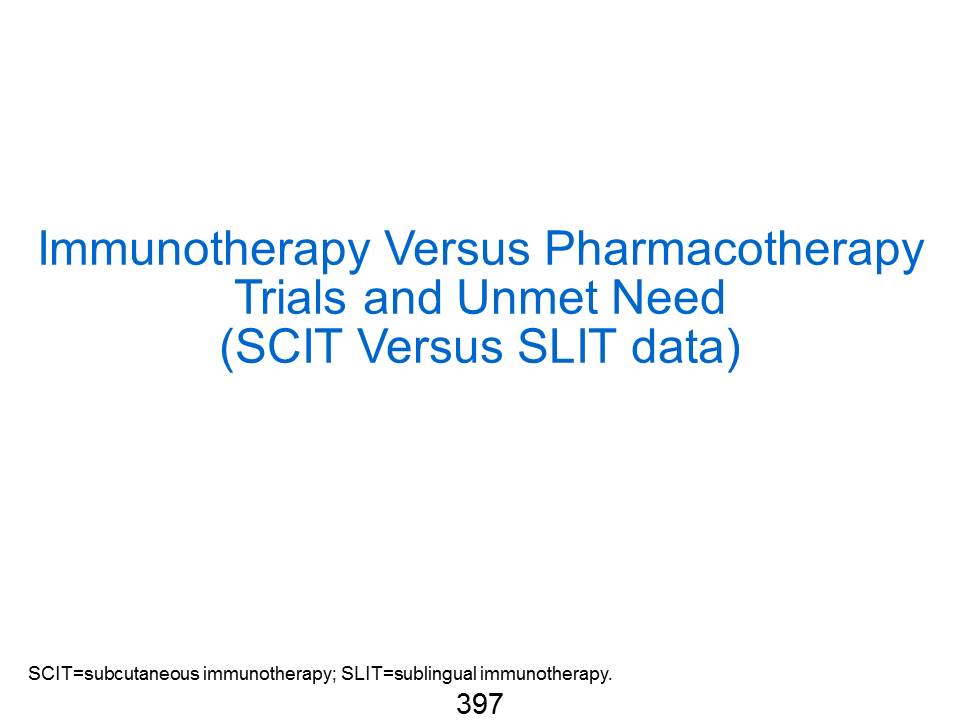 Immunotherapy Versus Pharmacotherapy
Trials and Unmet Need
(SCIT Versus SLIT data)
SCIT=subcutaneous immunotherapy; SLIT=sublingual immunotherapy.
397